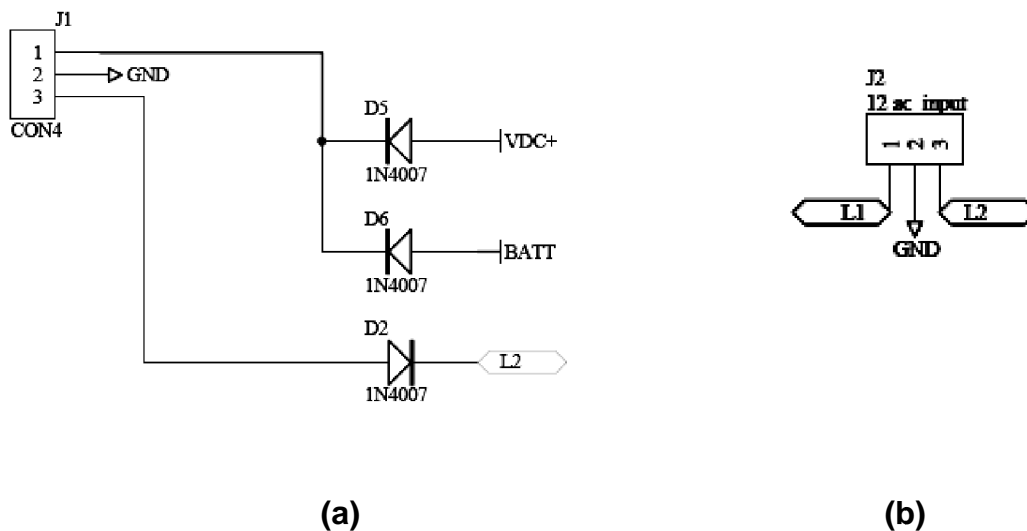 J1
1
2
3
GND
CON4
D5
VDC+
1N4007
D6
BATT
1N4007
D2
L2
1N4007
(a)
J2
12 ac input
1 2 3
L1
L2
GND
(b)